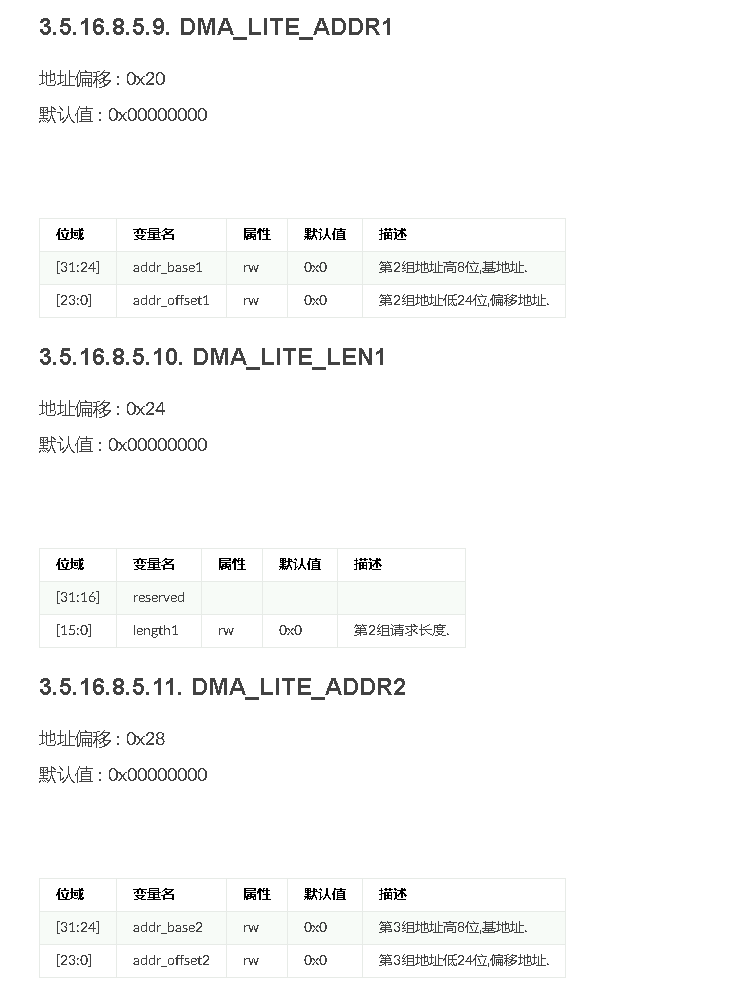 3.5.16.8.5.9. DMA_LITE_ADDR1
地址偏移 : 0x20
默认值 : 0x00000000
位域 变量名 属性 默认值 描述
[31:24] addr_base1 rw 0x0 第2组地址高8位,基地址.
[23:0] addr_offset1 rw 0x0 第2组地址低24位,偏移地址.
3.5.16.8.5.10. DMA_LITE_LEN1
地址偏移 : 0x24
默认值 : 0x00000000
位域 变量名 属性 默认值 描述
[31:16] reserved
[15:0] length1 rw 0x0 第2组请求长度.
3.5.16.8.5.11. DMA_LITE_ADDR2
地址偏移 : 0x28
默认值 : 0x00000000
位域 变量名 属性 默认值 描述
[31:24] addr_base2 rw 0x0 第3组地址高8位,基地址.
[23:0] addr_offset2 rw 0x0 第3组地址低24位,偏移地址.